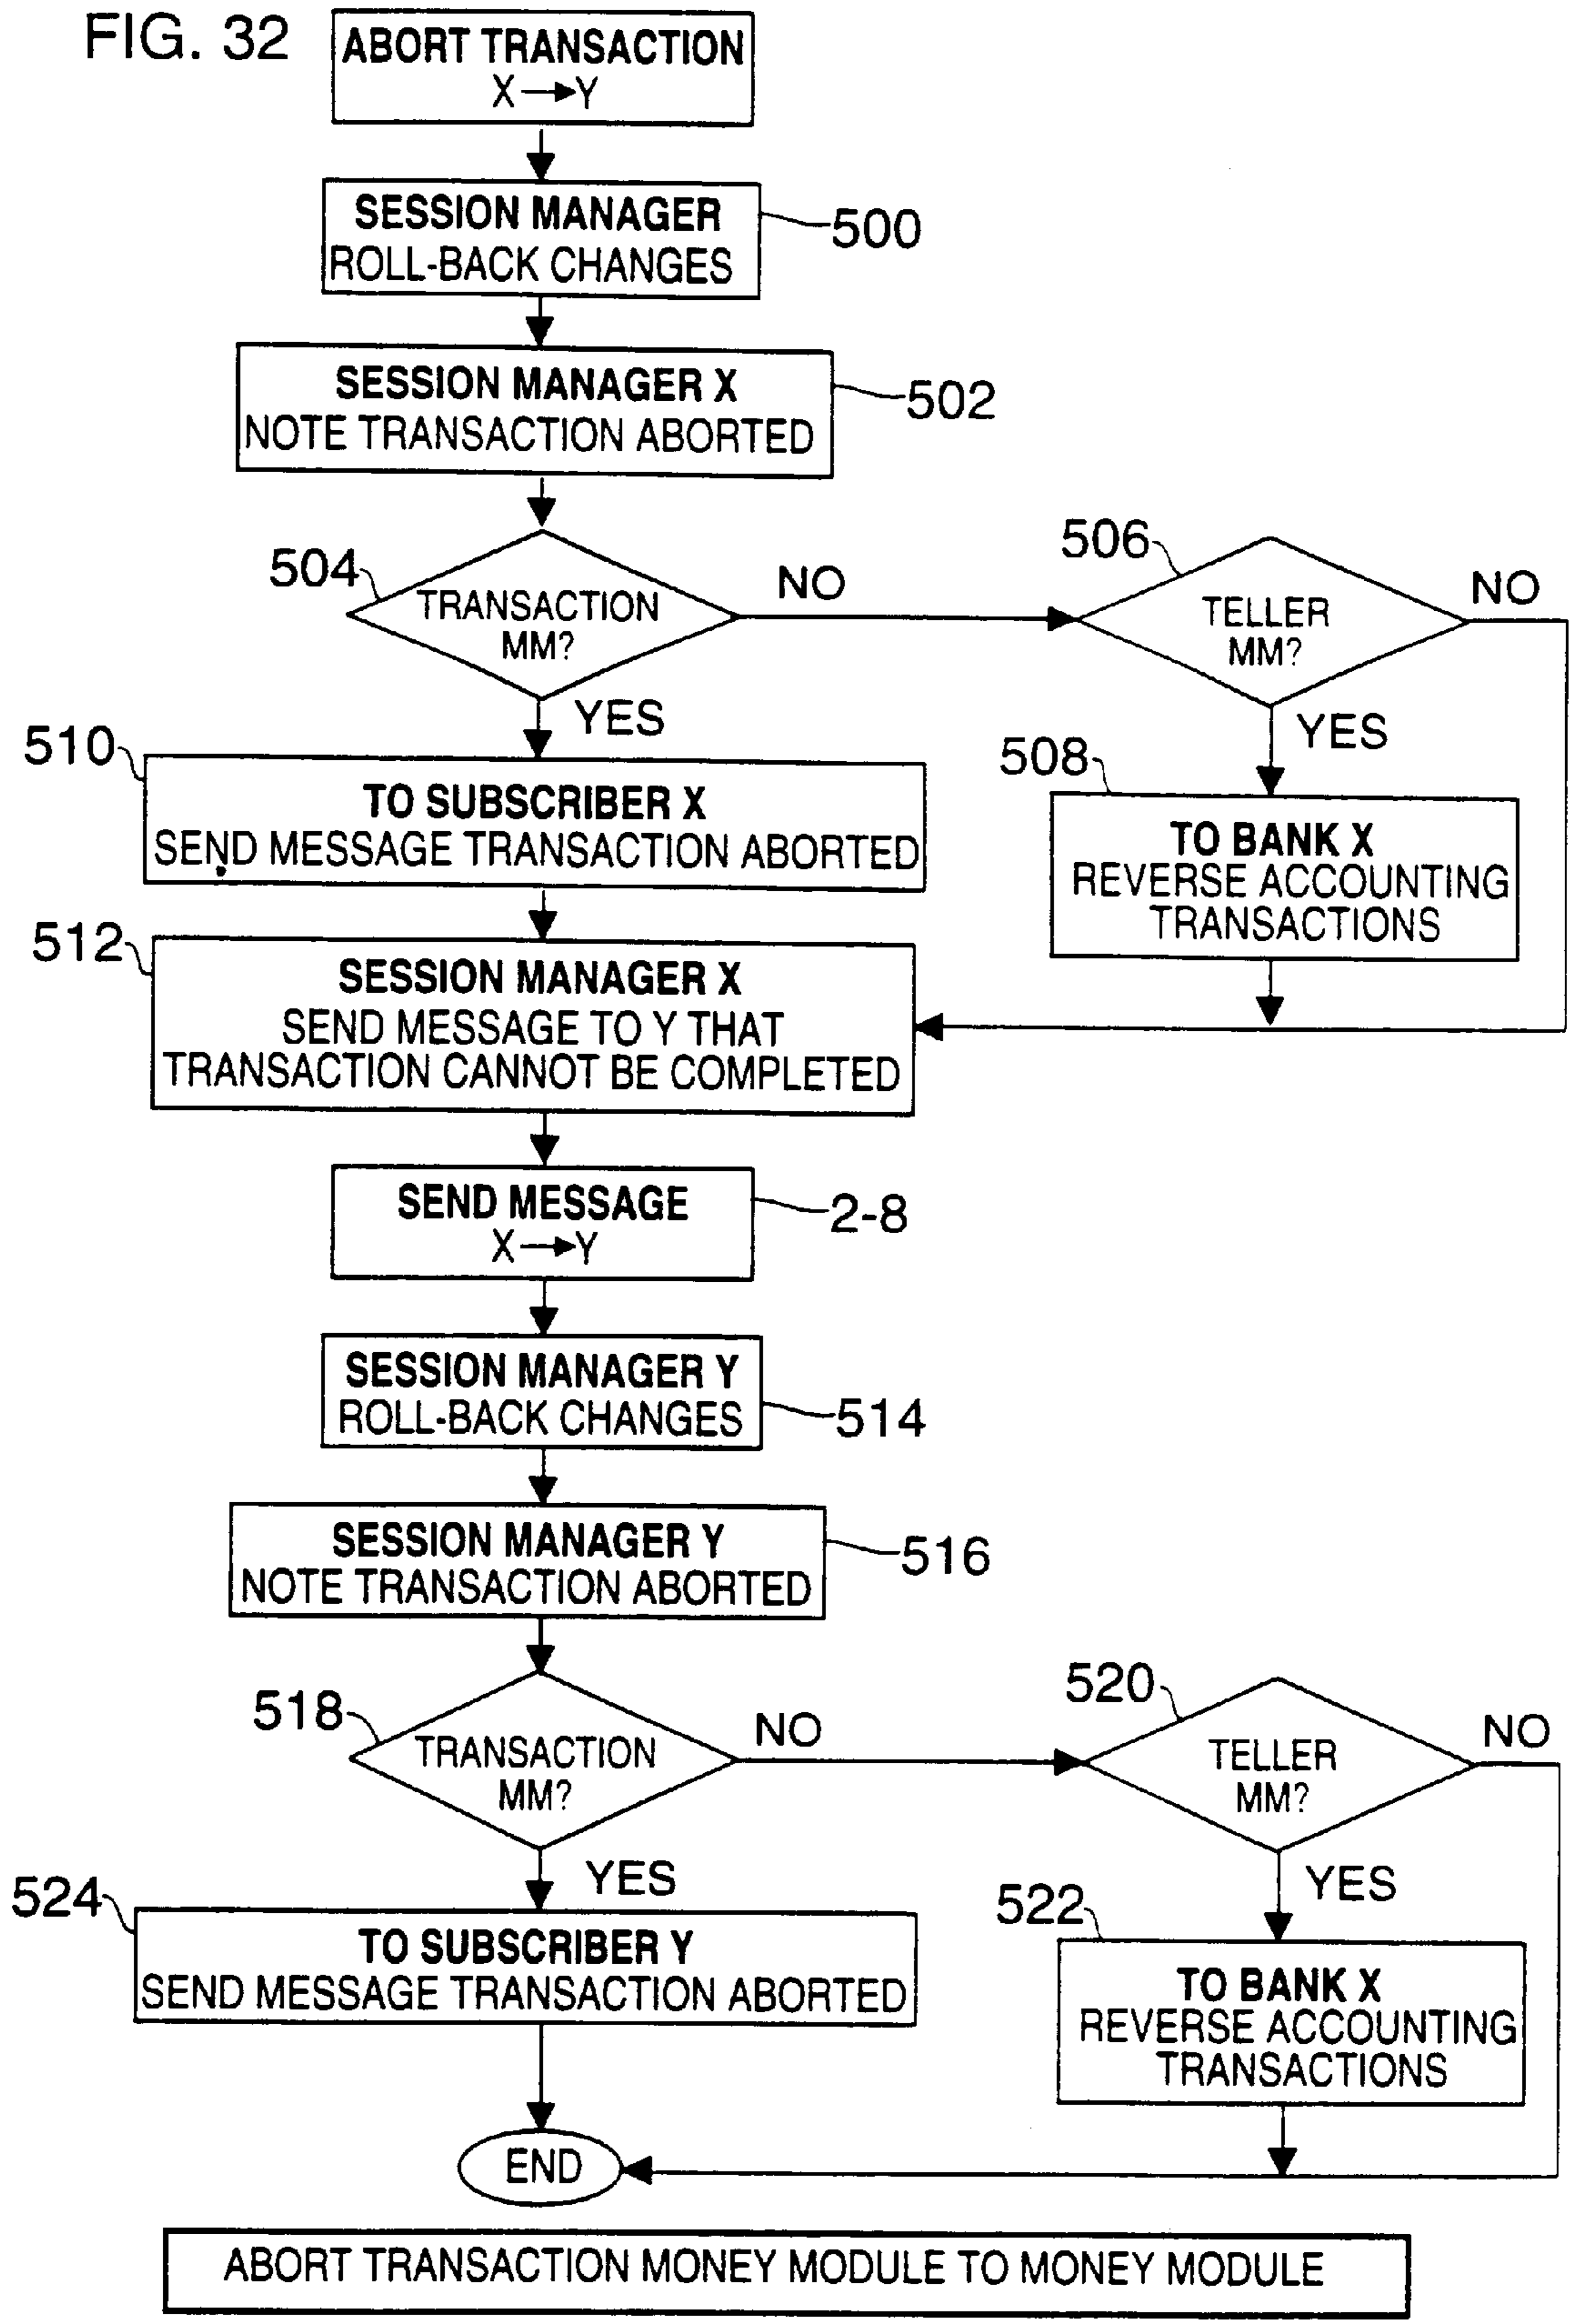 FIG. 32
ABORT TRANSACTION
X→Y
SESSION MANAGER
ROLL-BACK CHANGES
500
SESSION MANAGER X
NOTE TRANSACTION ABORTED
502
504
TRANSACTION
MM?
NO
YES
506
TELLER
MM?
NO
YES
510
TO SUBSCRIBER X
SEND MESSAGE TRANSACTION ABORTED
508
TO BANK X
REVERSE ACCOUNTING
TRANSACTIONS
512
SESSION MANAGER X
SEND MESSAGE TO Y THAT
TRANSACTION CANNOT BE COMPLETED
SEND MESSAGE
X→Y
2-8
SESSION MANAGER Y
ROLL-BACK CHANGES
514
SESSION MANAGER Y
NOTE TRANSACTION ABORTED
516
518
TRANSACTION
MM?
NO
YES
520
TELLER
MM?
NO
YES
524
TO SUBSCRIBER Y
SEND MESSAGE TRANSACTION ABORTED
522
TO BANK X
REVERSE ACCOUNTING
TRANSACTIONS
END
ABORT TRANSACTION MONEY MODULE TO MONEY MODULE